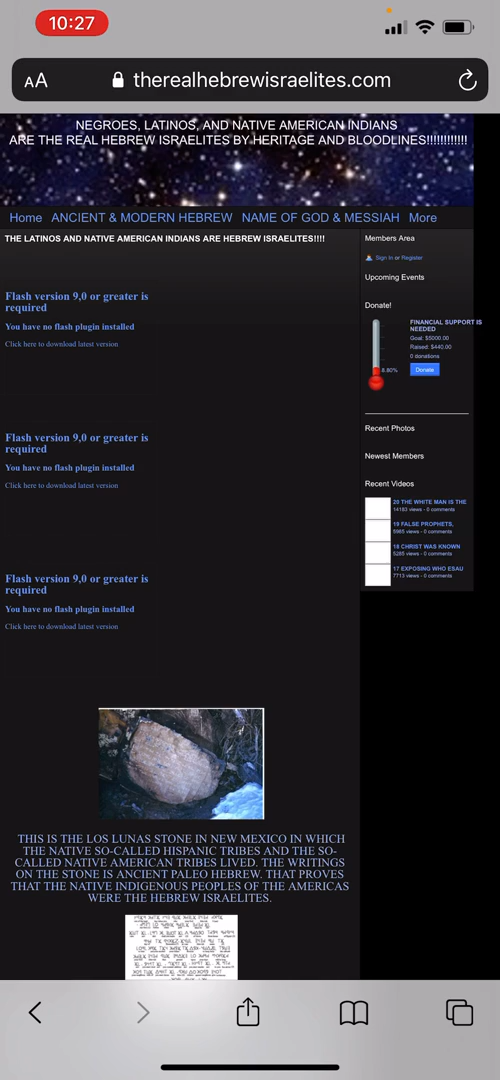 10:27
AA therealhebrewisraelites.com
NEGROES, LATINOS, AND NATIVE AMERICAN INDIANS
ARE THE REAL HEBREW ISRAELITES BY HERITAGE AND BLOODLINES!!!!!!!!!!!!
Home ANCIENT & MODERN HEBREW NAME OF GOD & MESSIAH More
THE LATINOS AND NATIVE AMERICAN INDIANS ARE HEBREW ISRAELITES!!!!
Flash version 9,0 or greater is
required
You have no flash plugin installed
Click here to download latest version
Flash version 9,0 or greater is
required
You have no flash plugin installed
Click here to download latest version
Flash version 9,0 or greater is
required
You have no flash plugin installed
Click here to download latest version
THIS IS THE LOS LUNAS STONE IN NEW MEXICO IN WHICH
THE NATIVE SO-CALLED HISPANIC TRIBES AND THE SO-
CALLED NATIVE AMERICAN TRIBES LIVED. THE WRITINGS
ON THE STONE IS ANCIENT PALEO HEBREW. THAT PROVES
THAT THE NATIVE INDIGENOUS PEOPLES OF THE AMERICAS
WERE THE HEBREW ISRAELITES.
Members Area
Sign In or Register
Upcoming Events
Donate!
FINANCIAL SUPPORT IS
NEEDED
Goal: $5000.00
Raised: $440.00
0 donations
8.80%
Donate
Recent Photos
Newest Members
Recent Videos
20 THE WHITE MAN IS THE
14183 views - 0 comments
19 FALSE PROPHETS,
5965 views - 0 comments
18 CHRIST WAS KNOWN
5285 views - 0 comments
17 EXPOSING WHO ESAU
7713 views - 0 comments